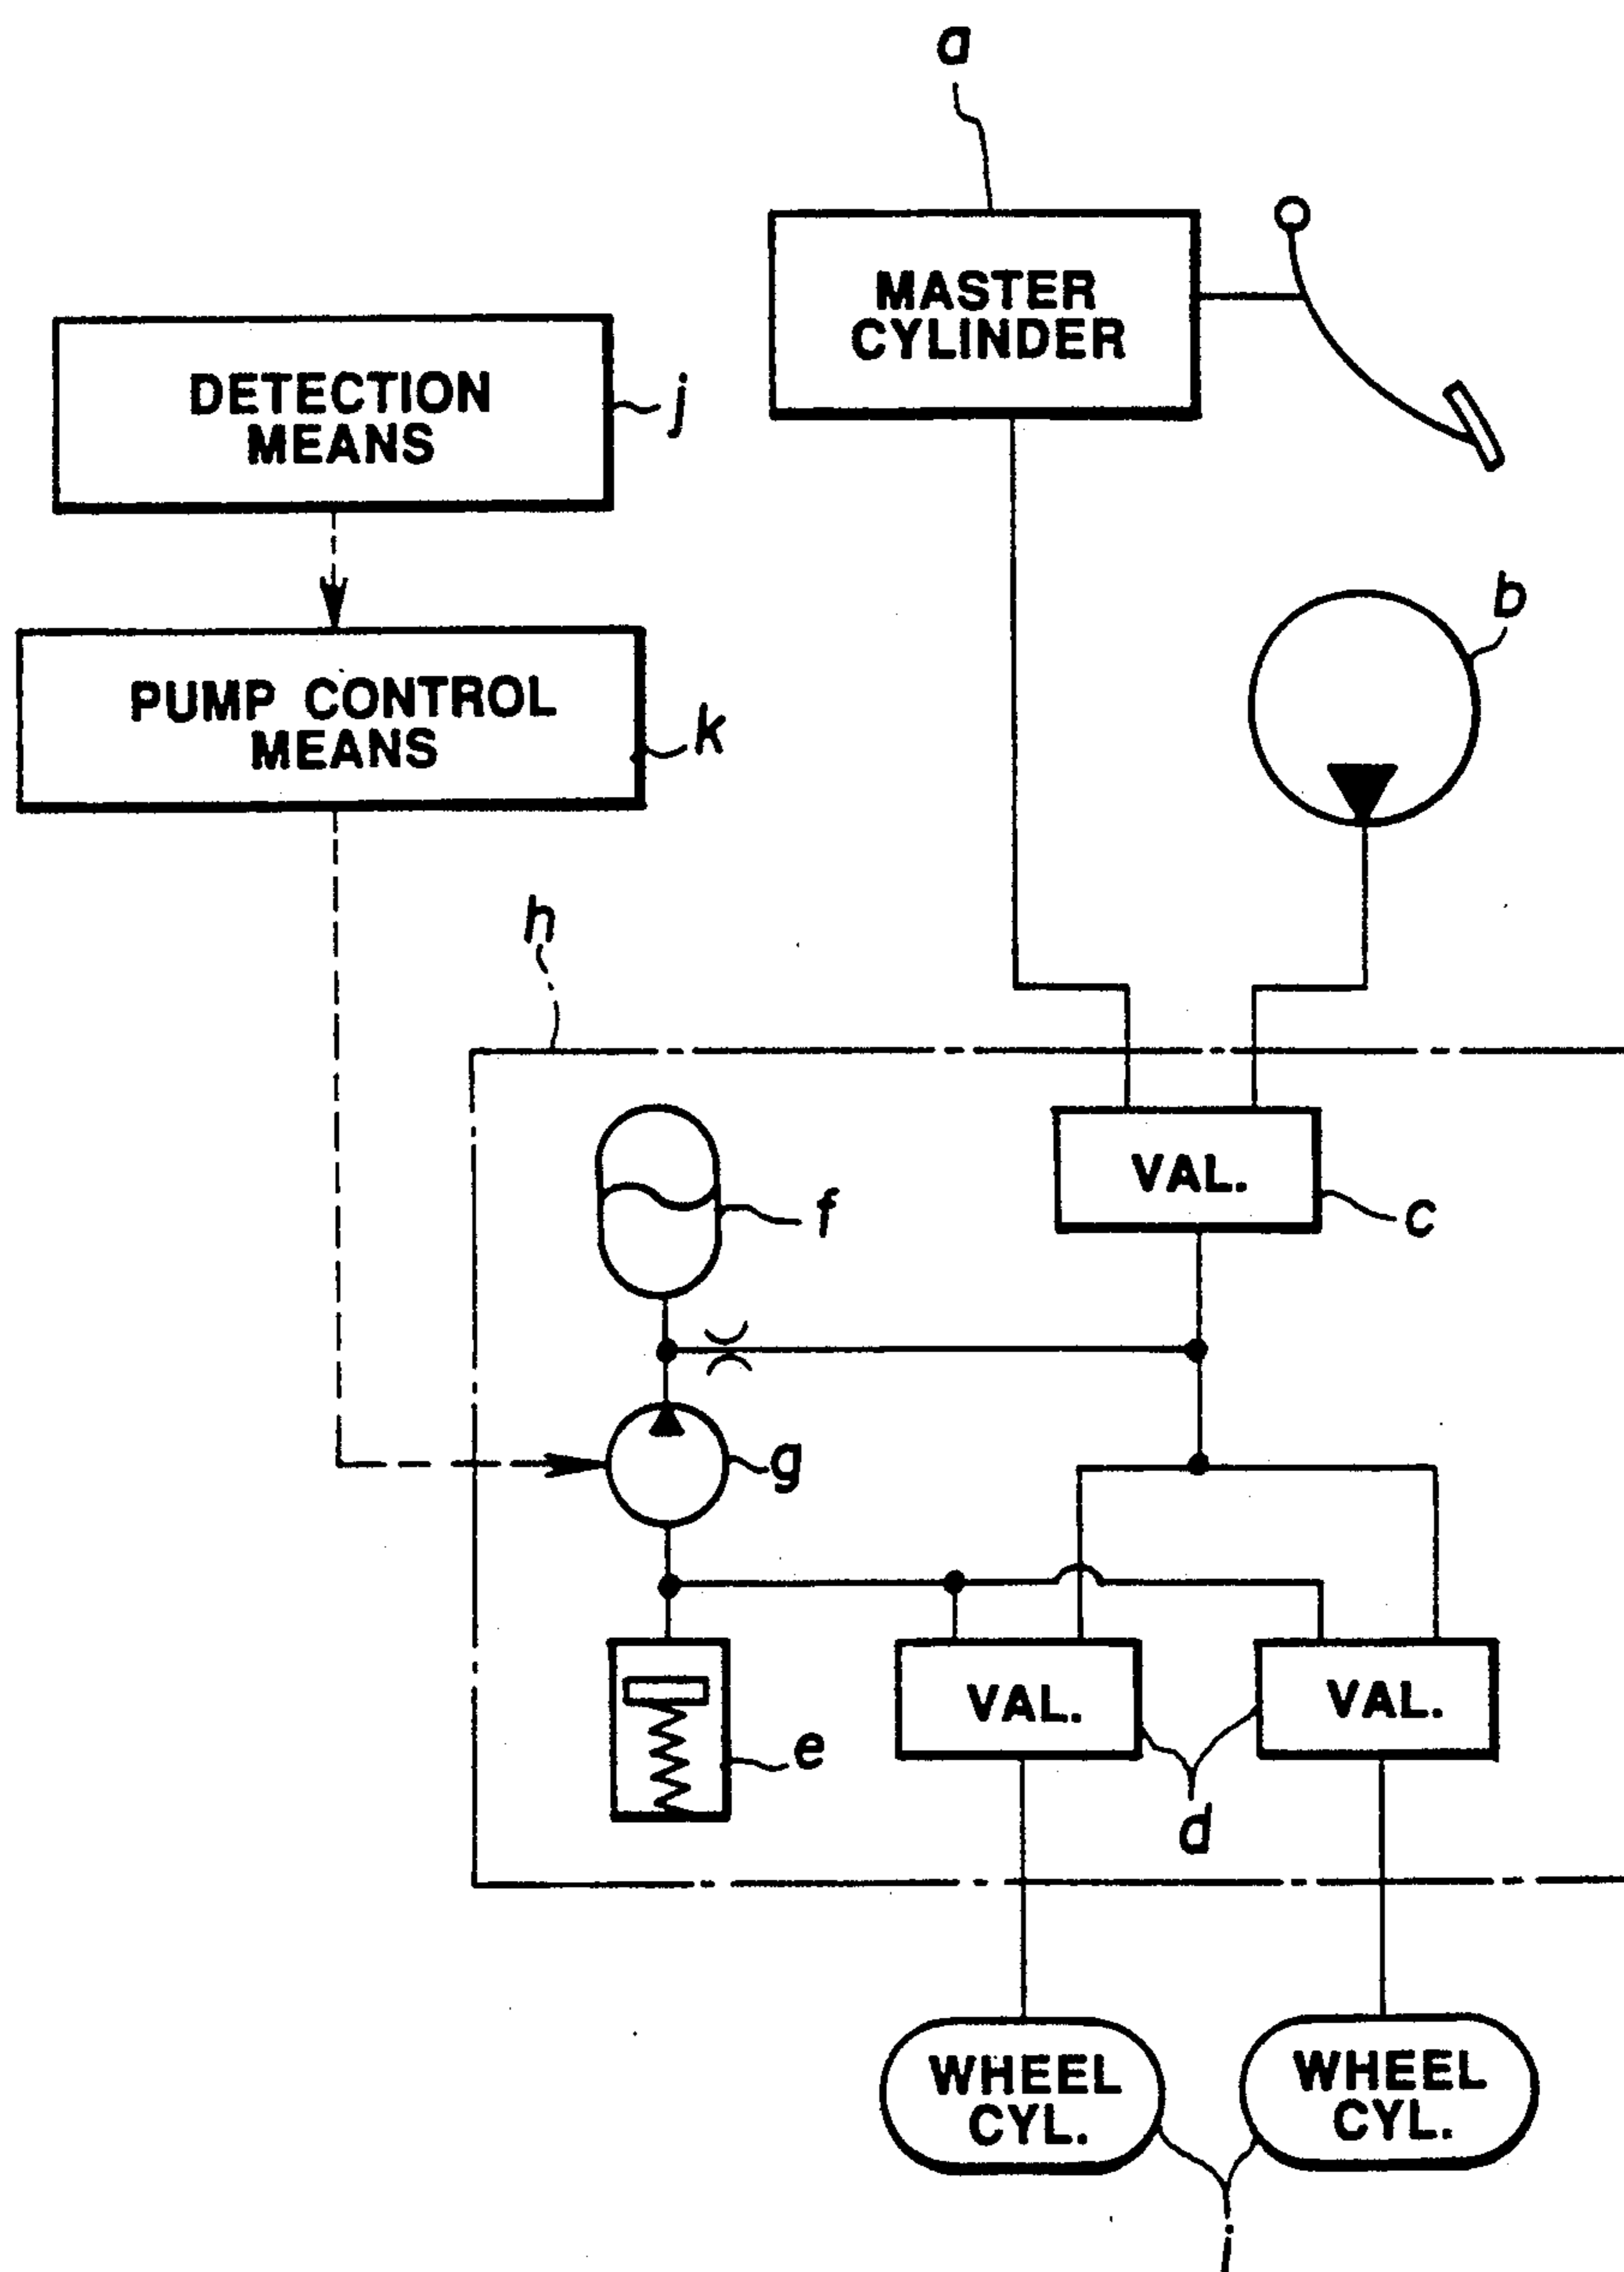 a
MASTER
CYLINDER
DETECTION
MEANS
j
b
PUMP CONTROL
MEANS
k
h
VAL.
f
c
g
VAL.
VAL.
e
d
WHEEL
CYL.
WHEEL
CYL.
i